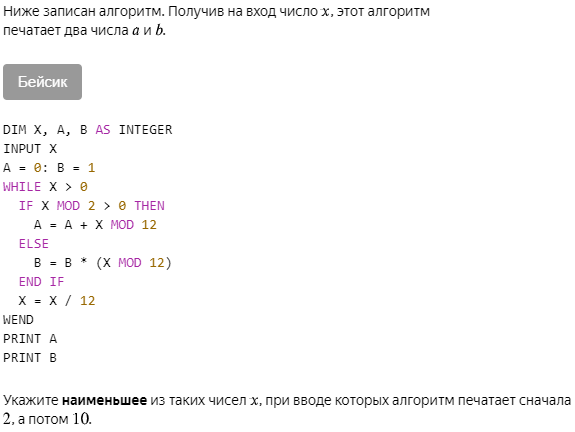 Ниже записан алгоритм. Получив на вход число x, этот алгоритм
печатает два числа a и b.
Бейсик
DIM X, A, B AS INTEGER
INPUT X
A = 0: B = 1
WHILE X > 0
  IF X MOD 2 > 0 THEN
    A = A + X MOD 12
  ELSE
    B = B * (X MOD 12)
  END IF
  X = X / 12
WEND
PRINT A
PRINT B
Укажите наименьшее из таких чисел x, при вводе которых алгоритм печатает сначала
2, а потом 10.